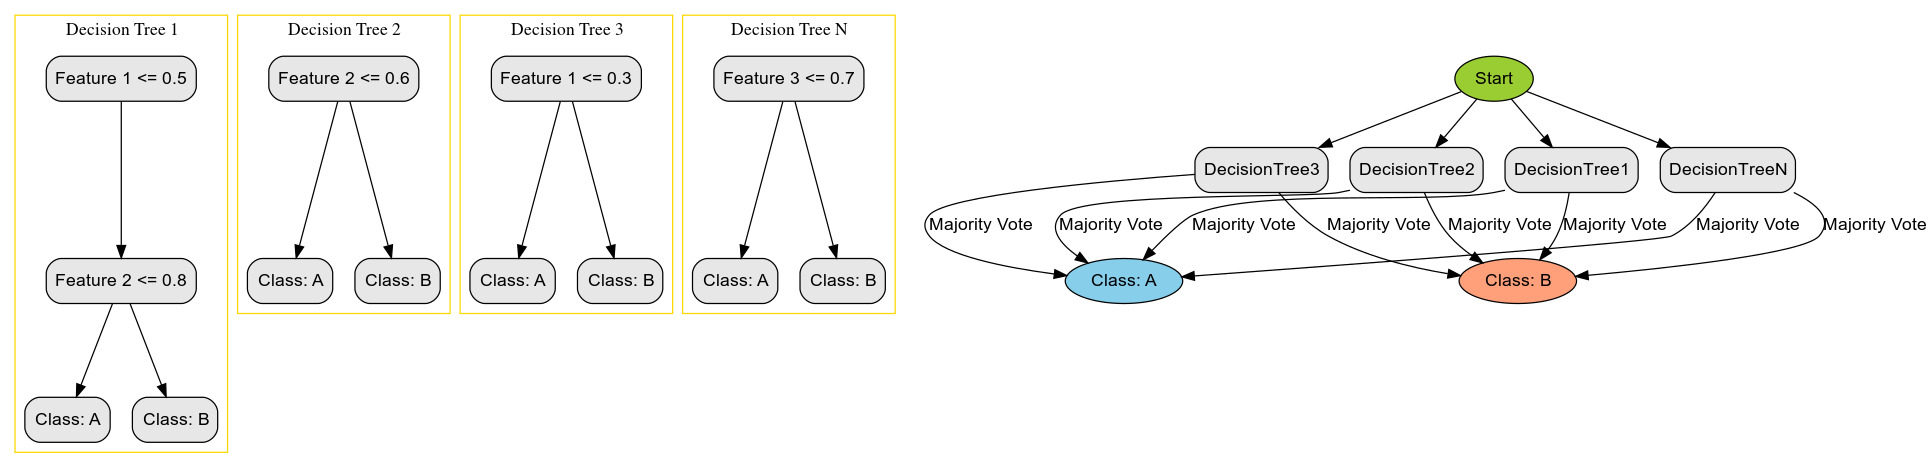 Decision Tree 1
Feature 1 <= 0.5
Feature 2 <= 0.8
Class: A
Class: B
Decision Tree 2
Feature 2 <= 0.6
Class: A
Class: B
Decision Tree 3
Feature 1 <= 0.3
Class: A
Class: B
Decision Tree N
Feature 3 <= 0.7
Class: A
Class: B
Start
DecisionTree3
DecisionTree2
DecisionTree1
DecisionTreeN
Majority Vote
Majority Vote
Majority Vote
Majority Vote
Majority Vote
Majority Vote
Majority Vote
Majority Vote
Class: A
Class: B